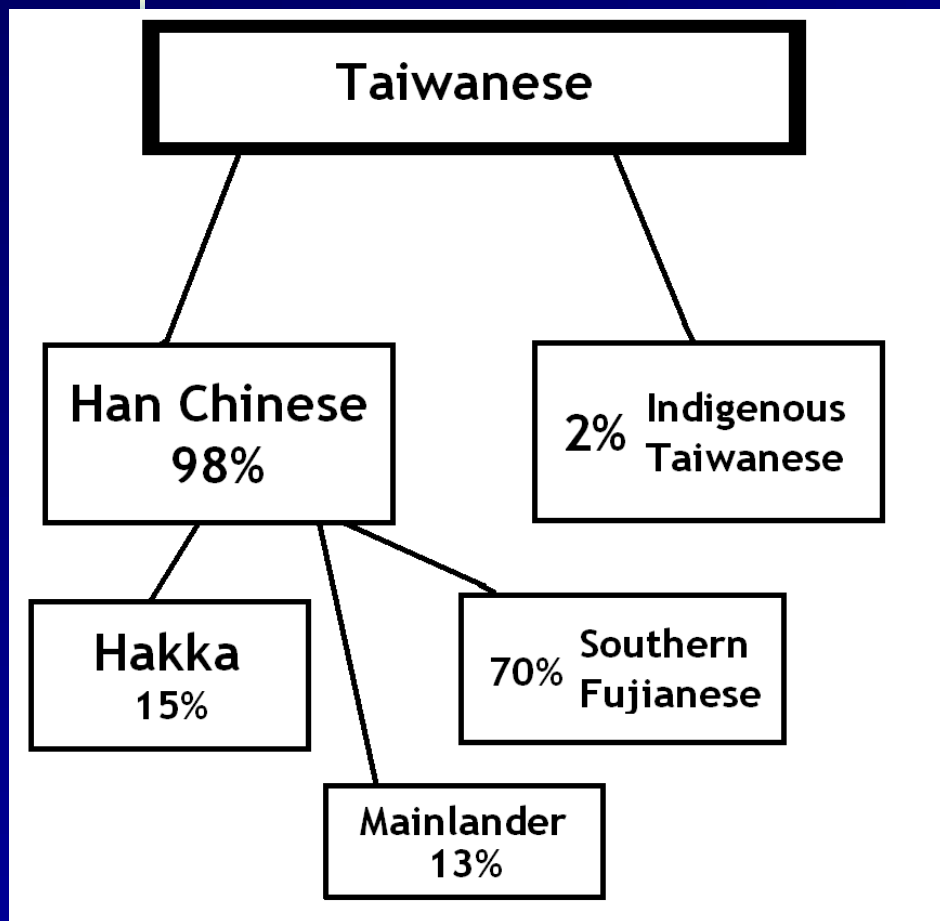 Taiwanese
Han Chinese
98%
2% Indigenous
Taiwanese
Hakka
15%
70% Southern
Fujianese
Mainlander
13%